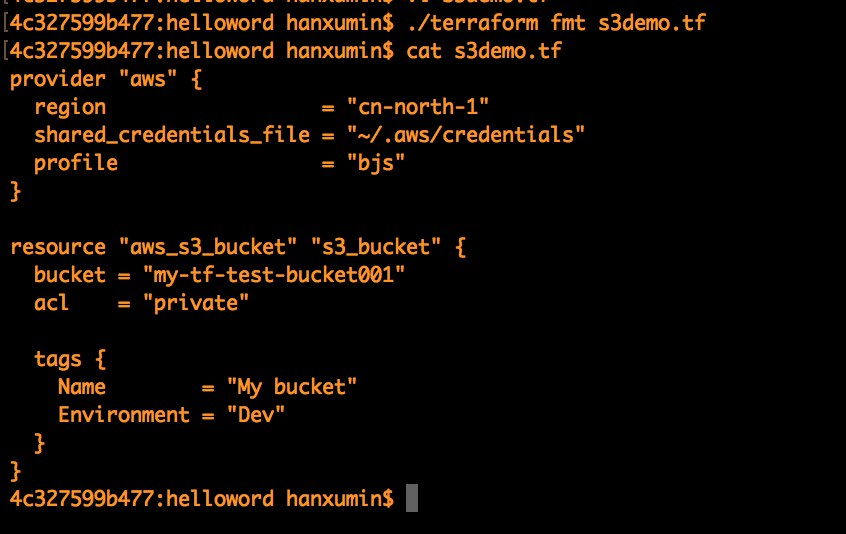 [4c327599b477:helloword hanxumin$ ./terraform fmt s3demo.tf
[4c327599b477:helloword hanxumin$ cat s3demo.tf
provider "aws" {
  region                  = "cn-north-1"
  shared_credentials_file = "~/.aws/credentials"
  profile                 = "bjs"
}

resource "aws_s3_bucket" "s3_bucket" {
  bucket = "my-tf-test-bucket001"
  acl    = "private"

  tags {
    Name        = "My bucket"
    Environment = "Dev"
  }
}
4c327599b477:helloword hanxumin$